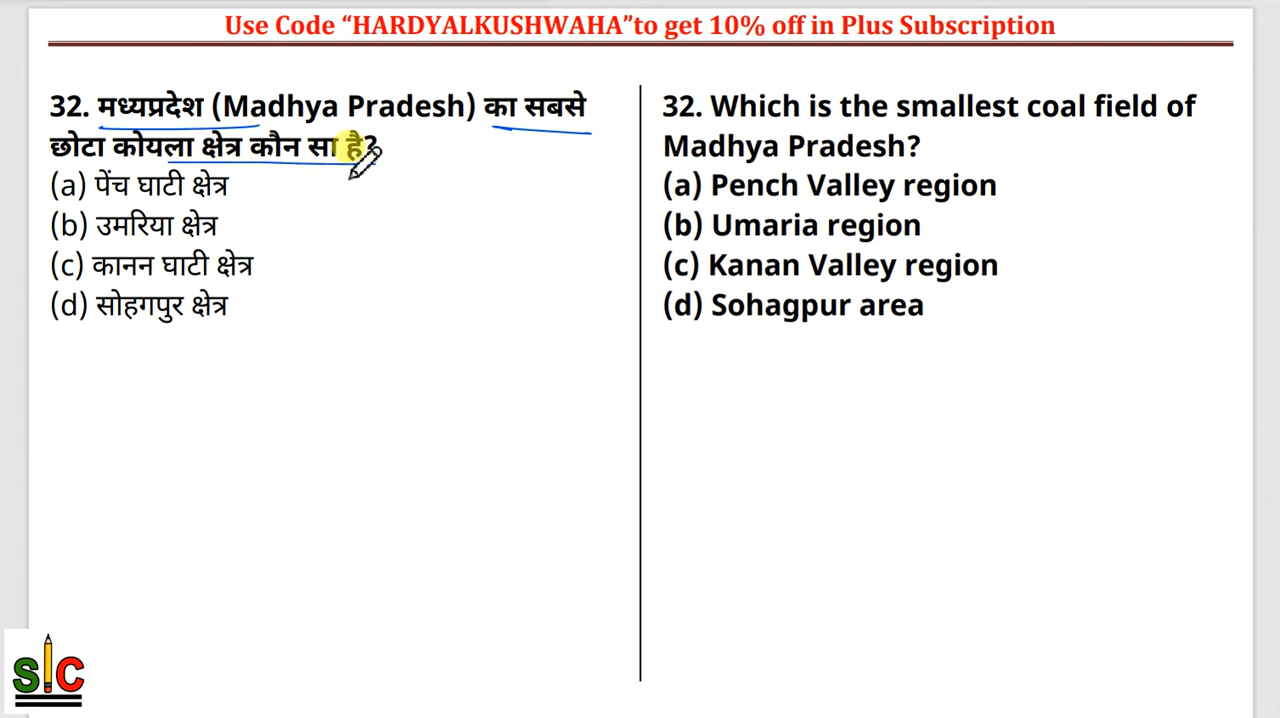 Use Code “HARDYALKUSHWAHA”to get 10% off in Plus Subscription
32. मध्यप्रदेश (Madhya Pradesh) का सबसे
छोटा कोयला क्षेत्र कौन सा है?
(a) पेंच घाटी क्षेत्र
(b) उमरिया क्षेत्र
(c) कानन घाटी क्षेत्र
(d) सोहगपुर क्षेत्र
32. Which is the smallest coal field of
Madhya Pradesh?
(a) Pench Valley region
(b) Umaria region
(c) Kanan Valley region
(d) Sohagpur area
SIC